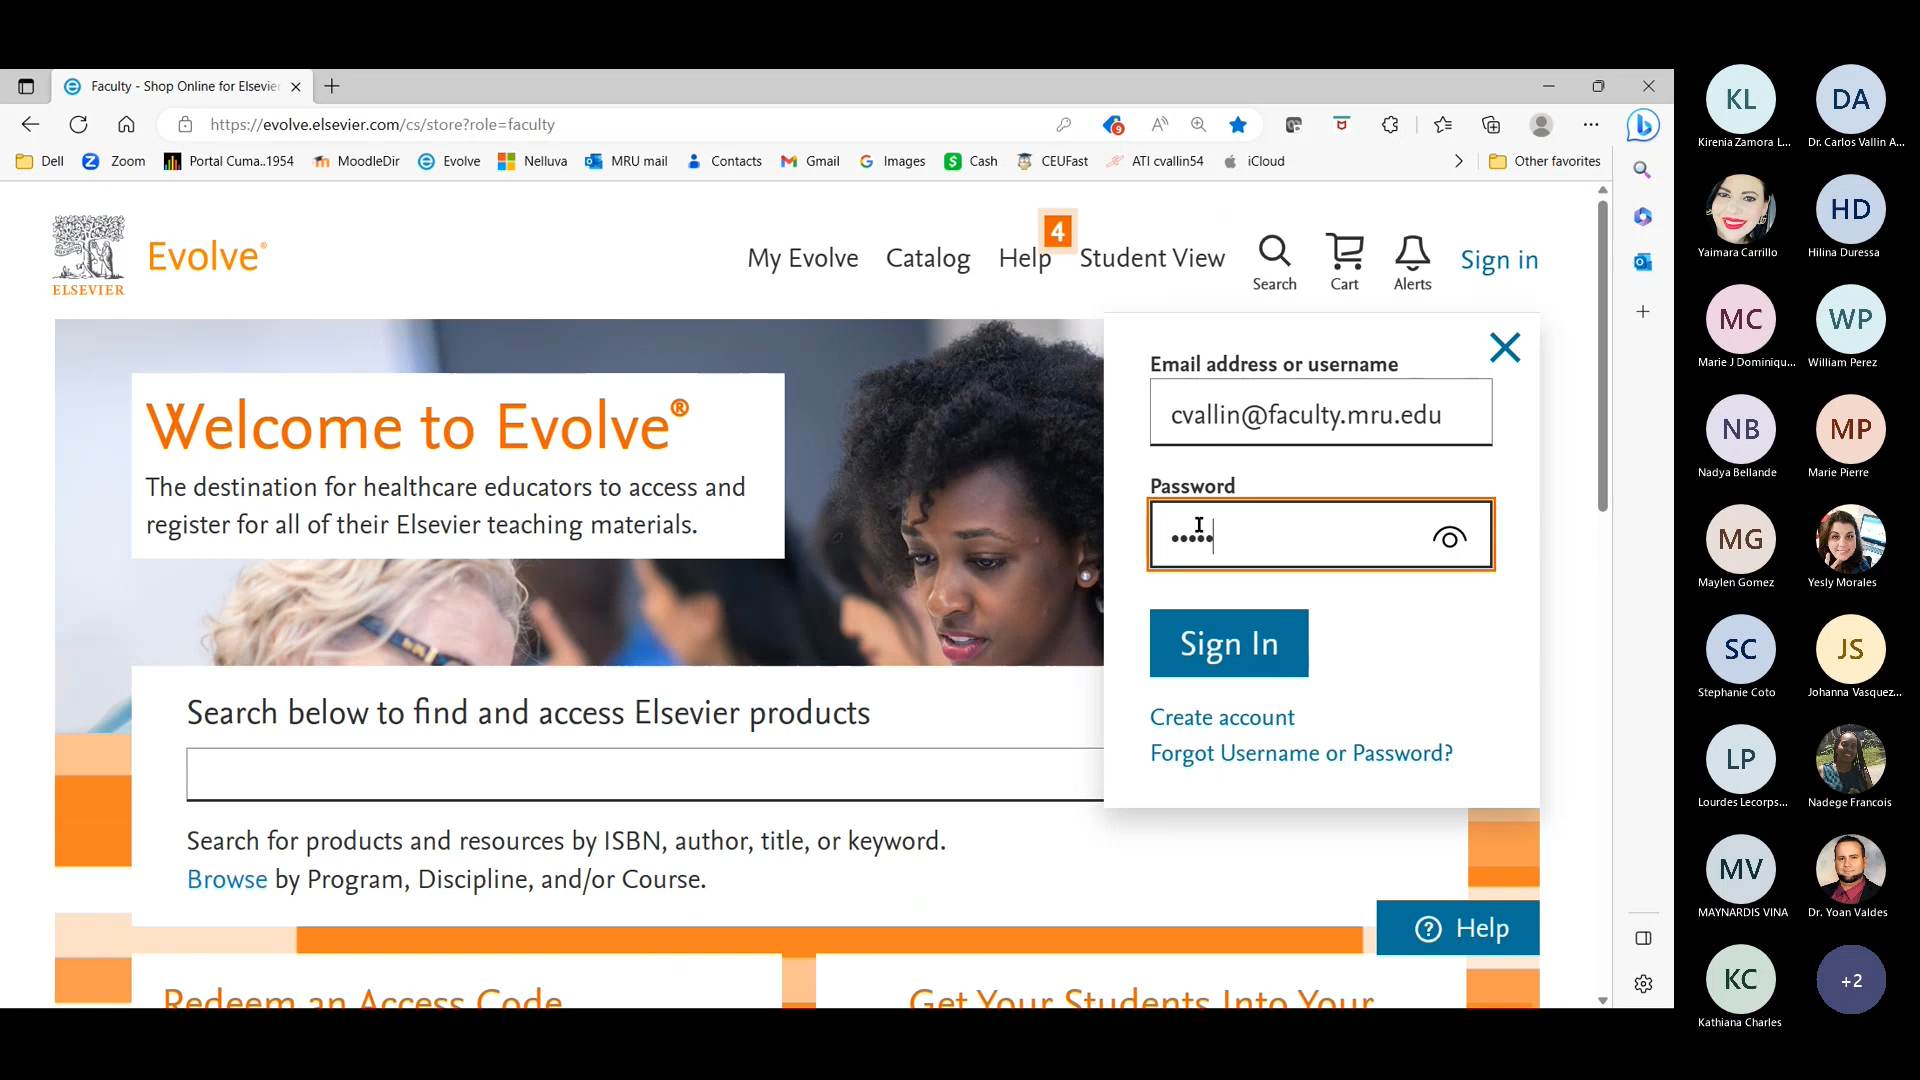 Faculty - Shop Online for Elsevie
https://evolve.elsevier.com/cs/store?role=faculty
9
Dell
Zoom
Portal Cuma..1954
MoodleDir
Evolve
Nelluva
MRU mail
Contacts
Gmail
Images
Cash
CEUFast
ATI cvallin54
iCloud
Other favorites
ELSEVIER
Evolve®
My Evolve
Catalog
Help
4
Student View
Search
Cart
Alerts
Sign in
Welcome to Evolve®
The destination for healthcare educators to access and
register for all of their Elsevier teaching materials.
Email address or username
cvallin@faculty.mru.edu
Password
•••••
Sign In
Create account
Forgot Username or Password?
Search below to find and access Elsevier products
Search for products and resources by ISBN, author, title, or keyword.
Browse by Program, Discipline, and/or Course.
Help
Redeem an Access Code
Get Your Students Into Your
KL
Kirenia Zamora L...
DA
Dr. Carlos Vallin A...
Yaimara Carrillo
HD
Hilina Duressa
MC
Marie J Dominiqu...
WP
William Perez
NB
Nadya Bellande
MP
Marie Pierre
MG
Maylen Gomez
Yesly Morales
SC
Stephanie Coto
JS
Johanna Vasquez...
LP
Lourdes Lecorps...
Nadege Francois
MV
MAYNARDIS VINA
Dr. Yoan Valdes
KC
Kathiana Charles
+2